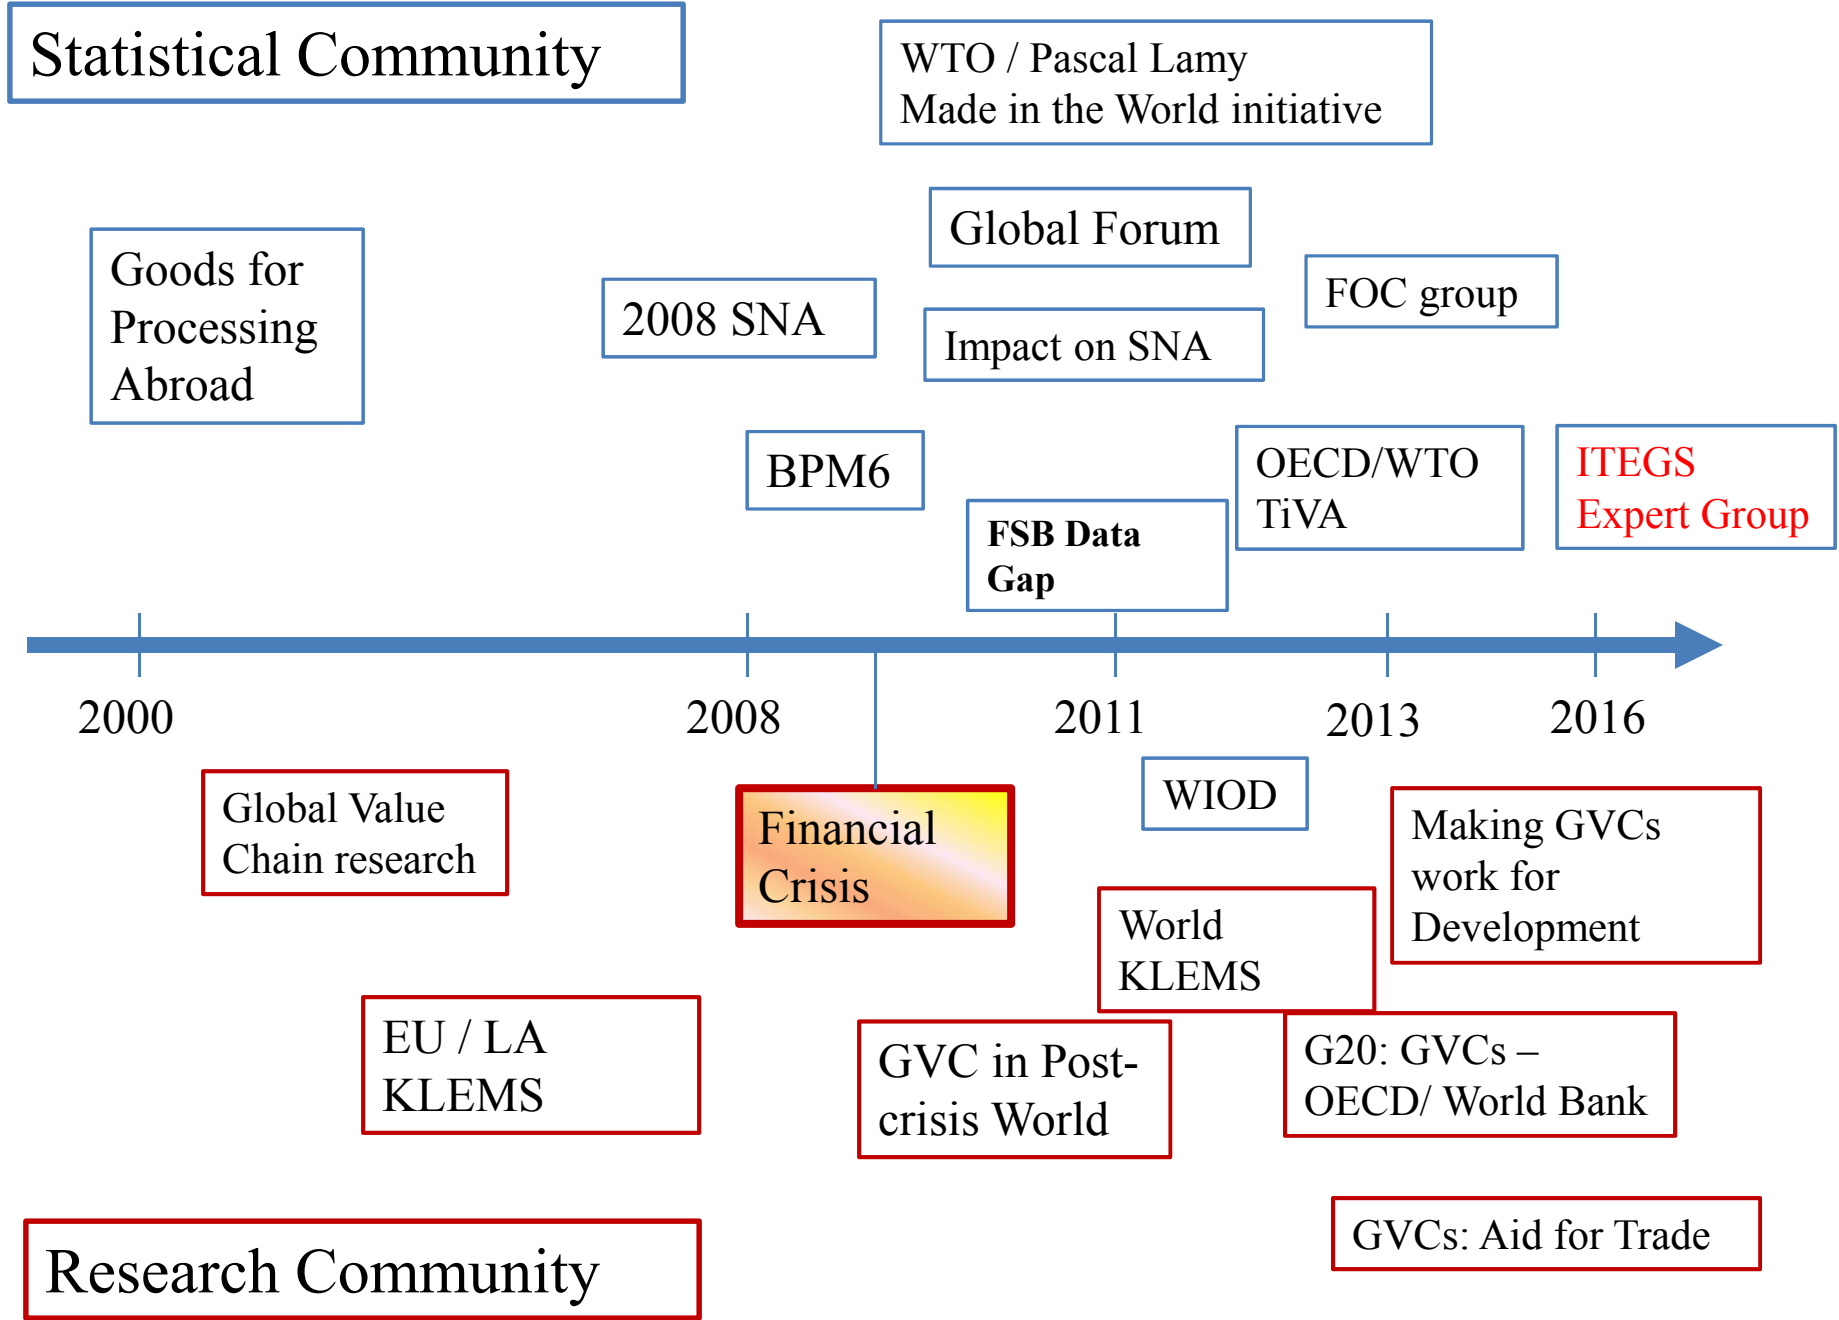 Statistical Community
WTO / Pascal Lamy
Made in the World initiative
Global Forum
Goods for
Processing
Abroad
2008 SNA
FOC group
Impact on SNA
BPM6
OECD/WTO
TiVA
ITEGS
Expert Group
FSB Data
Gap
2000
2008
2011
2013
2016
Global Value
Chain research
Financial
Crisis
WIOD
Making GVCs
work for
Development
World
KLEMS
EU / LA
KLEMS
GVC in Post-
crisis World
G20: GVCs –
OECD/ World Bank
GVCs: Aid for Trade
Research Community